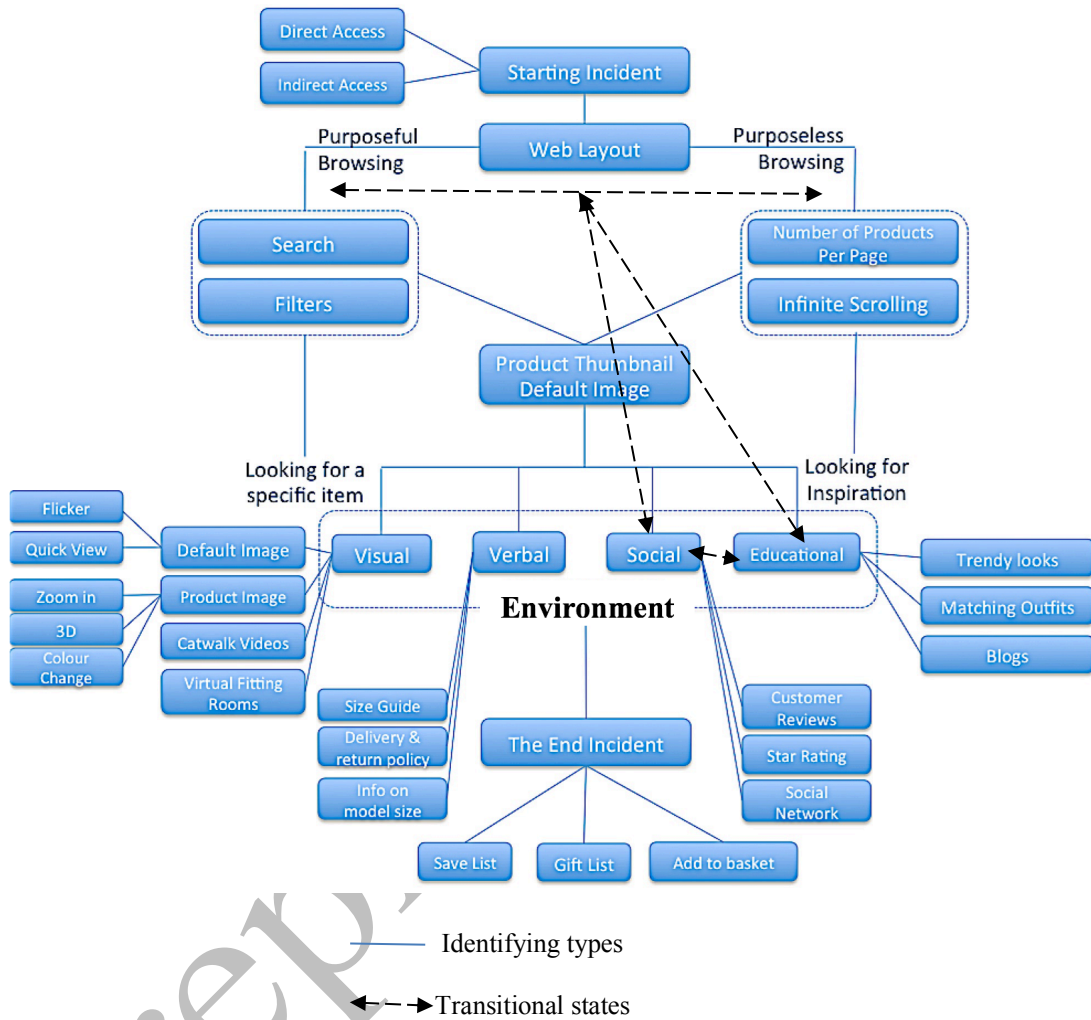 Direct Access
Starting Incident
Indirect Access
Purposeful
Browsing
Web Layout
Purposeless
Browsing
Search
Filters
Number of Products
Per Page
Infinite Scrolling
Product Thumbnail
Default Image
Looking for a
specific item
Looking for
Inspiration
Flicker
Quick View
Default Image
Visual
Verbal
Social
Educational
Trendy looks
Zoom in
3D
Colour
Change
Product Image
Catwalk Videos
Virtual Fitting
Rooms
Environment
Matching Outfits
Blogs
Size Guide
Delivery &
return policy
Info on
model size
The End Incident
Customer
Reviews
Star Rating
Social
Network
Save List
Gift List
Add to basket
Identifying types
Transitional states